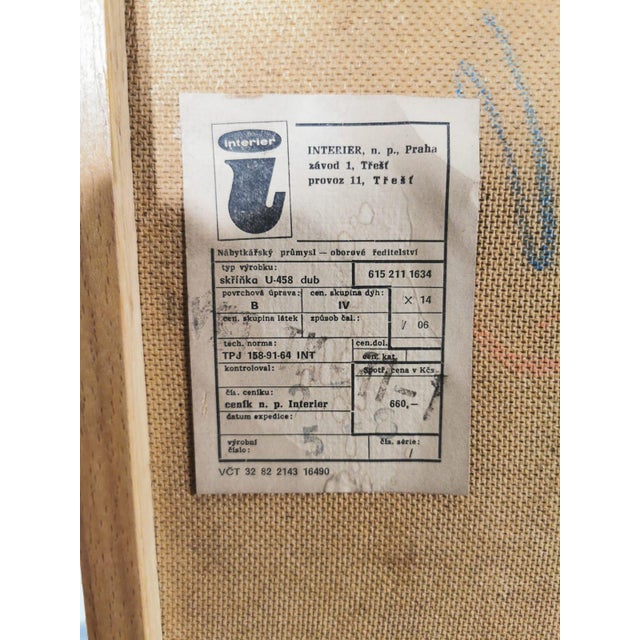 interier
INTERIER, n. p., Praha
závod 1, Třešť
provoz 11, Třešť
Nábytkářský průmysl — oborové ředitelství
typ výrobku:
skříňka U-458 dub
615 211 1634
povrchová úprava:
B
cen. skupina dýh:
IV
X 14
cen. skupina látek
způsob čal.:
/ 06
tech. norma:
TPJ 158-91-64 INT
cen. dol.
cen. kat.
kontroloval:
Spotř. cena v Kčs
čís. ceníku:
ceník n. p. Interier
660,—
datum expedice:
výrobní
číslo:
5
čís. série:
/
VČT 32 82 2143 16490